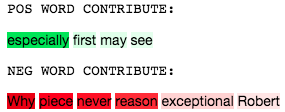 POS WORD CONTRIBUTE:
especially first may see
NEG WORD CONTRIBUTE:
Why piece never reason exceptional Robert